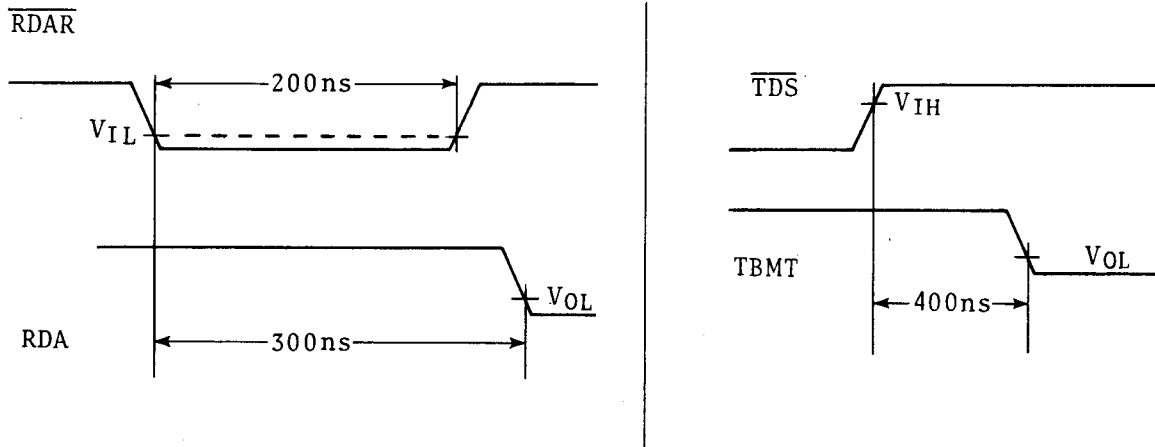 RDAR
200ns
VIL
VOL
RDA
300ns
TDS
VIH
TBMT
VOL
400ns